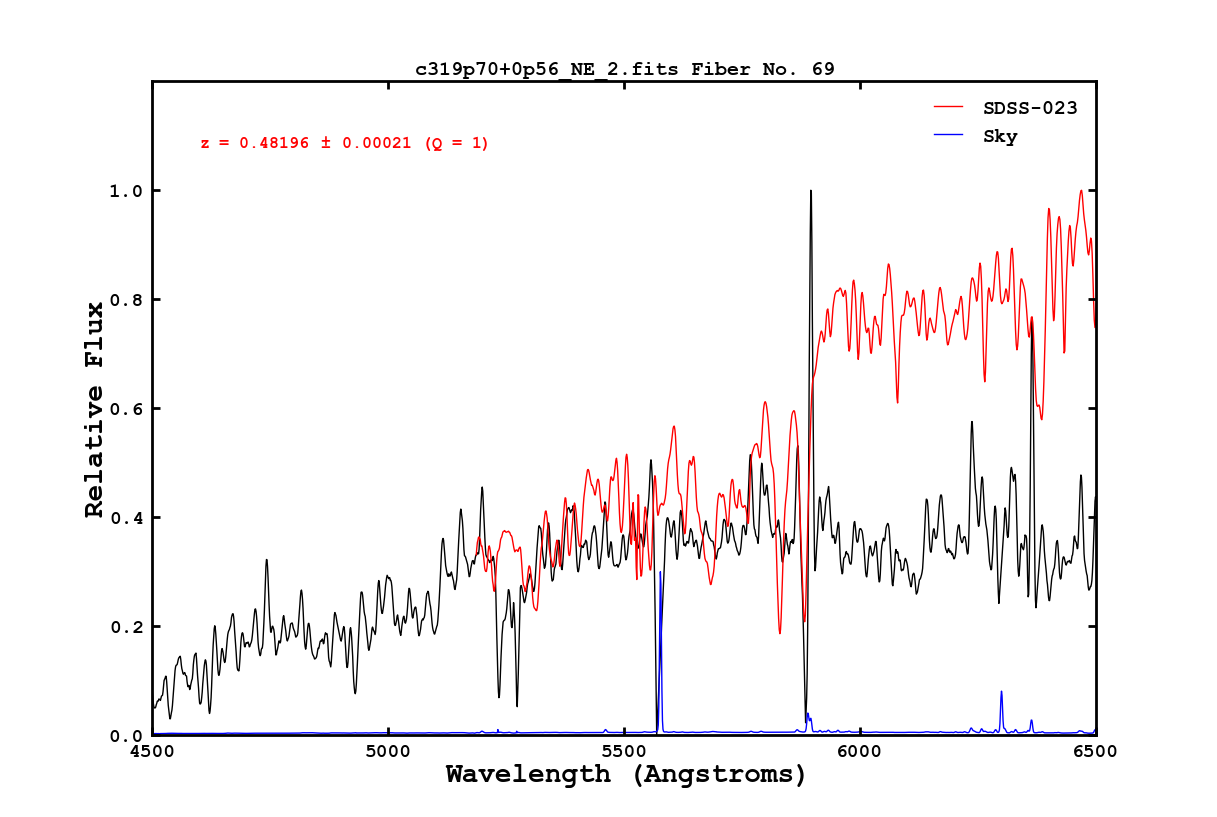 c319p70+0p56_NE_2.fits Fiber No. 69
SDSS-023
Sky
z = 0.48196 ± 0.00021 (Q = 1)
1.0
0.8
0.6
0.4
0.2
0.0
Relative Flux
4500 5000 5500 6000 6500
Wavelength (Angstroms)